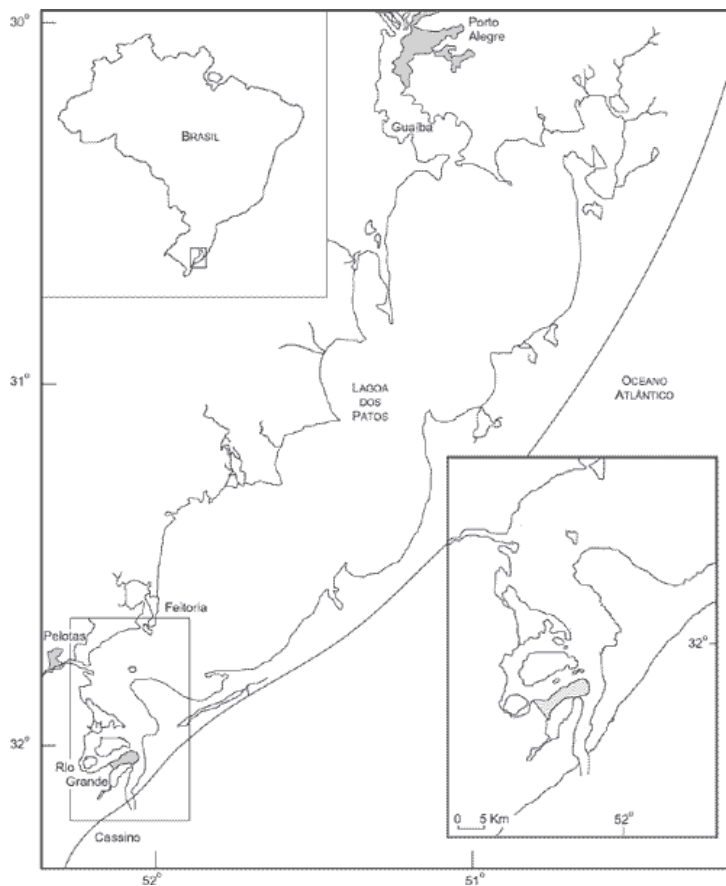 30°
Porto
Alegre
BRASIL
Guaíba
31°
LAGOA
DOS
PATOS
OCEANO
ATLÂNTICO
Feitoria
Pelotas
32°
32°
Rio
Grande
0 5 Km
52°
Cassino
52°
51°